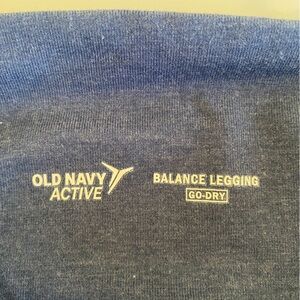 OLD NAVY
ACTIVE
BALANCE LEGGING
GO-DRY